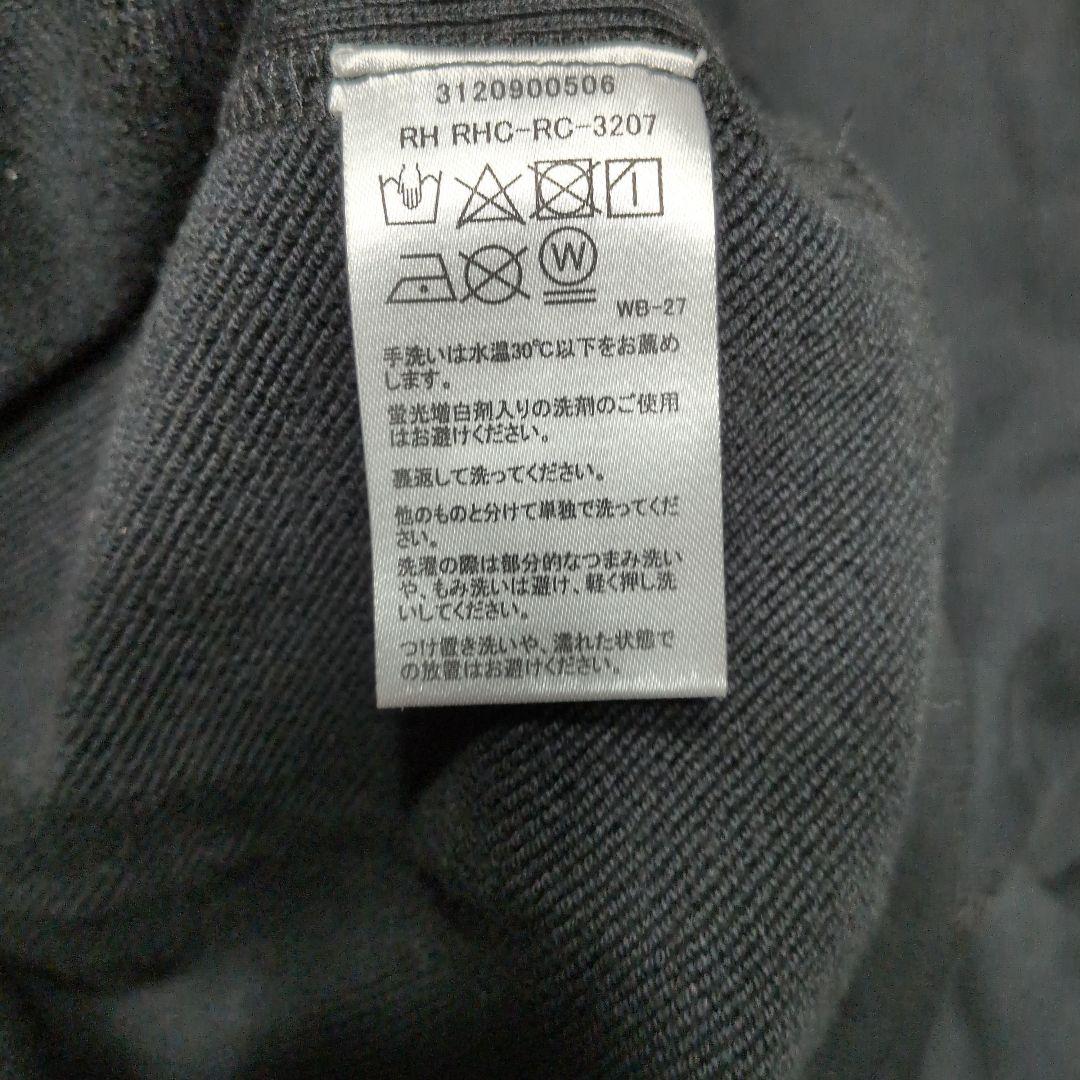 3120900506
RH RHC-RC-3207
W
WB-27
手洗いは水温30℃以下をお薦め
します。
蛍光増白剤入りの洗剤のご使用
はお避けください。
裏返して洗ってください。
他のものと分けて単独で洗ってくだ
さい。
洗濯の際は部分的なつまみ洗い
や、もみ洗いは避け、軽く押し洗
いしてください。
つけ置き洗いや、濡れた状態で
の放置はお避けください。